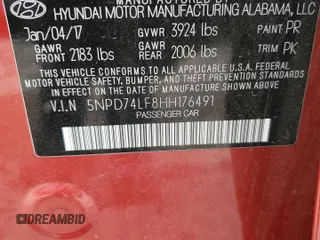 MANUFACTURED BY
HYUNDAI MOTOR MANUFACTURING ALABAMA, LLC
Jan/04/17 GVWR 3924 lbs PAINT PR
GAWR FRONT 2183 lbs GAWR REAR 2006 lbs TRIM PK
THIS VEHICLE CONFORMS TO ALL APPLICABLE U.S.A FEDERAL
MOTOR VEHICLE SAFETY, BUMPER, AND THEFT PREVENTION
STANDARDS IN EFFECT ON THE DATE OF MANUFACTURE SHOWN ABOVE.
V.I.N 5NPD74LF8HH176491
PASSENGER CAR
DREAMBID